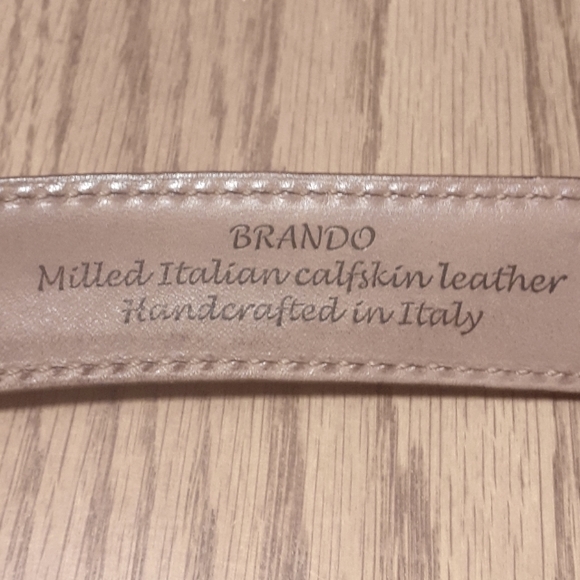 BRANDO
Milled Italian calfskin leather
Handcrafted in Italy